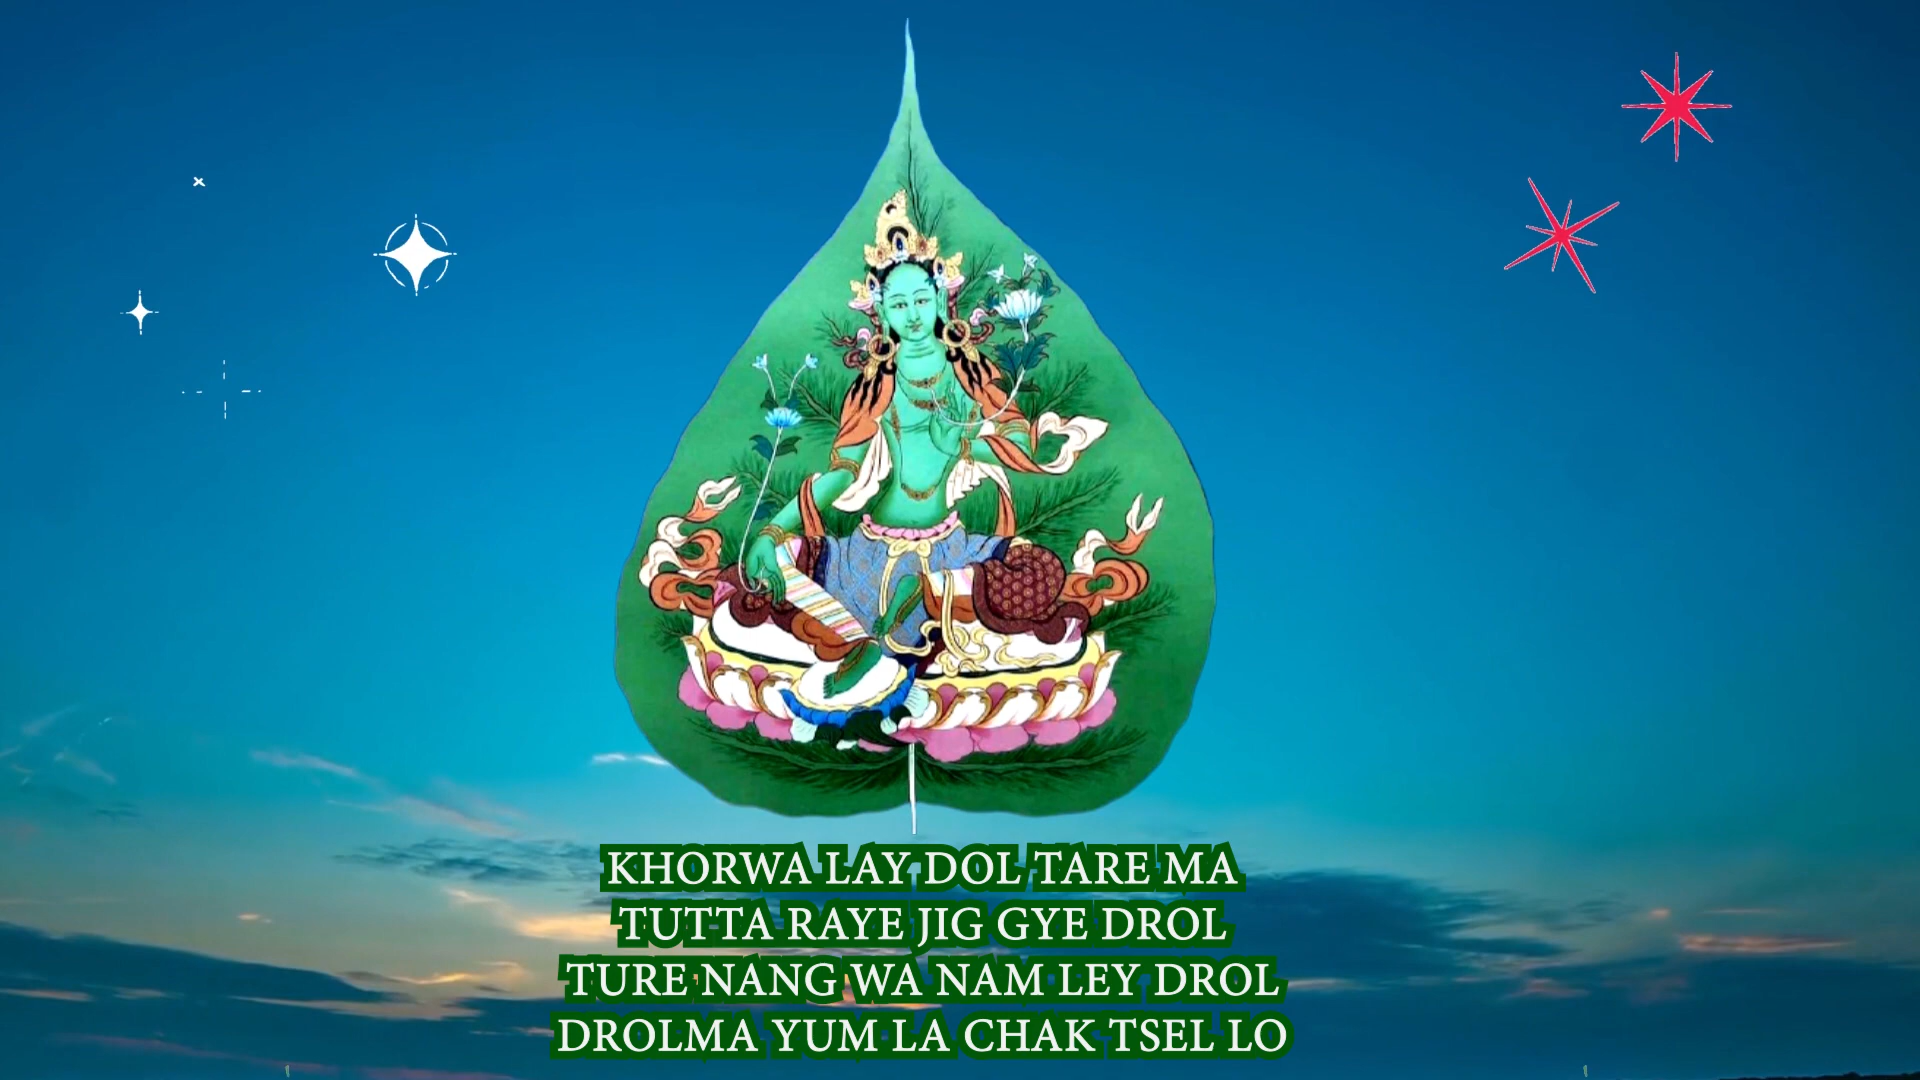 KHORWA LAY DOL TARE MA
TUTTA RAYE JIG GYE DROL
TURE NANG WA NAM LEY DROL
DROLMA YUM LA CHAK TSEL LO